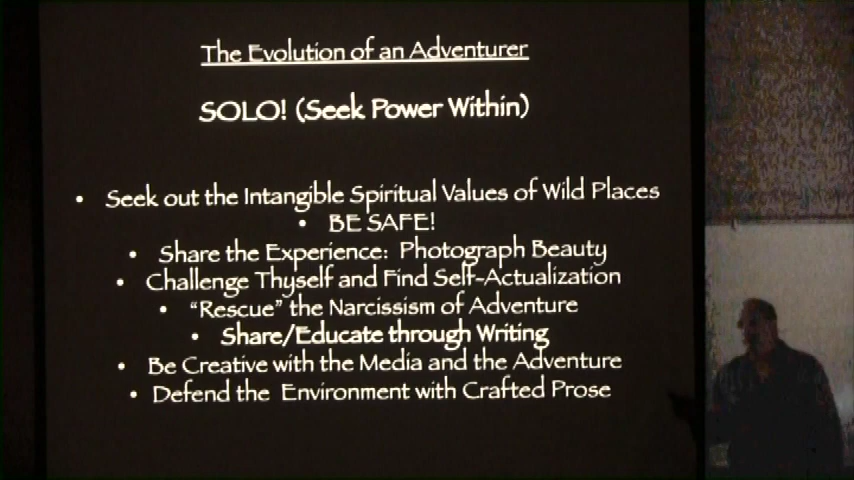 The Evolution of an Adventurer
SOLO! (Seek Power Within)
• Seek out the Intangible Spiritual Values of Wild Places
• BE SAFE!
• Share the Experience: Photograph Beauty
• Challenge Thyself and Find Self-Actualization
• "Rescue" the Narcissism of Adventure
• Share/Educate through Writing
• Be Creative with the Media and the Adventure
• Defend the Environment with Crafted Prose